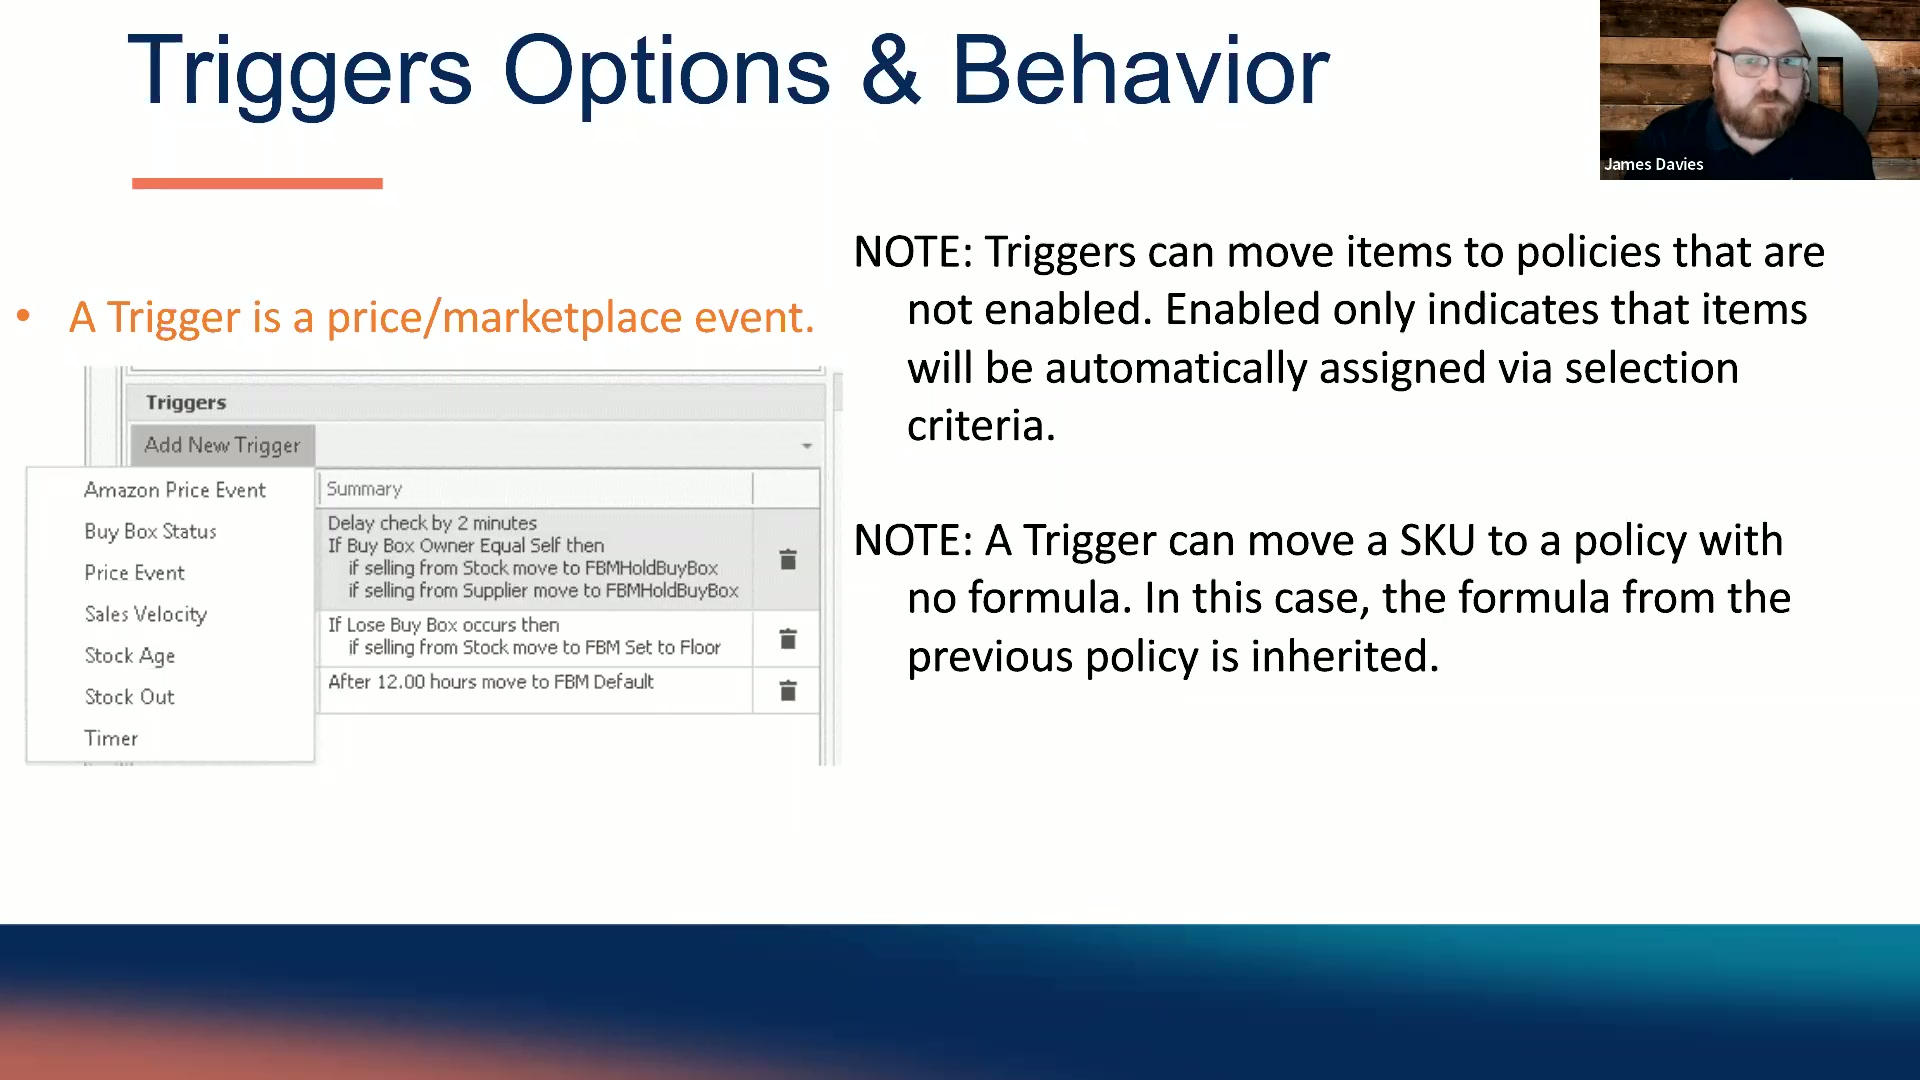 Triggers Options & Behavior
James Davies
• A Trigger is a price/marketplace event.
Triggers
Add New Trigger
Amazon Price Event
Buy Box Status
Price Event
Sales Velocity
Stock Age
Stock Out
Timer
Summary
Delay check by 2 minutes
If Buy Box Owner Equal Self then
if selling from Stock move to FBMHoldBuyBox
if selling from Supplier move to FBMHoldBuyBox
If Lose Buy Box occurs then
if selling from Stock move to FBM Set to Floor
After 12.00 hours move to FBM Default
NOTE: Triggers can move items to policies that are
not enabled. Enabled only indicates that items
will be automatically assigned via selection
criteria.
NOTE: A Trigger can move a SKU to a policy with
no formula. In this case, the formula from the
previous policy is inherited.